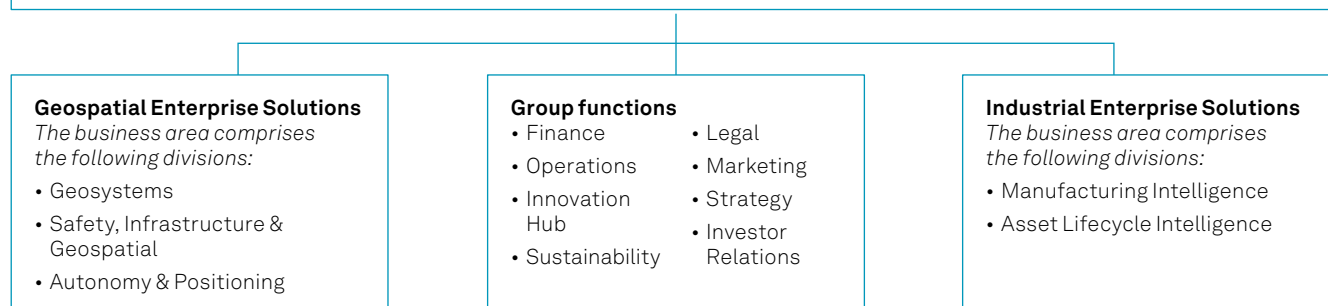 Geospatial Enterprise Solutions
The business area comprises
the following divisions:
• Geosystems
• Safety, Infrastructure &
Geospatial
• Autonomy & Positioning
Group functions
• Finance
• Operations
• Innovation
Hub
• Sustainability
• Legal
• Marketing
• Strategy
• Investor
Relations
Industrial Enterprise Solutions
The business area comprises
the following divisions:
• Manufacturing Intelligence
• Asset Lifecycle Intelligence